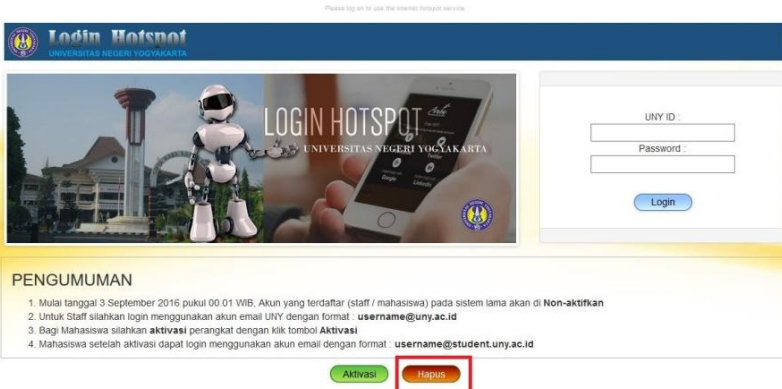 Please log on to use the internet hotspot service
Login Hotspot
UNIVERSITAS NEGERI YOGYAKARTA
LOGIN HOTSPOT
UNIVERSITAS NEGERI YOGYAKARTA
Twitter
Google
LinkedIn
UNY ID :
Password :
Login
PENGUMUMAN
1. Mulai tanggal 3 September 2016 pukul 00.01 WIB, Akun yang terdaftar (staff / mahasiswa) pada sistem lama akan di Non-aktifkan
2. Untuk Staff silahkan login menggunakan akun email UNY dengan format : username@uny.ac.id
3. Bagi Mahasiswa silahkan aktivasi perangkat dengan klik tombol Aktivasi
4. Mahasiswa setelah aktivasi dapat login menggunakan akun email dengan format : username@student.uny.ac.id
Aktivasi Hapus